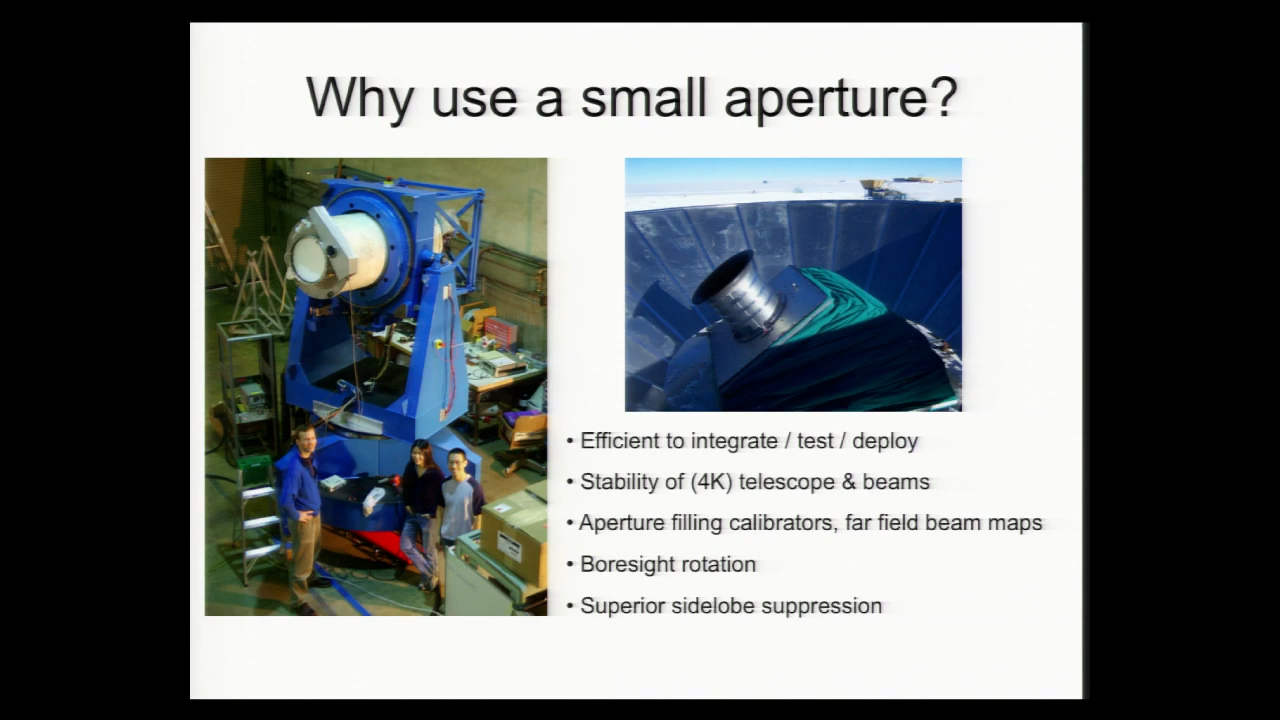 Why use a small aperture?
• Efficient to integrate / test / deploy
• Stability of (4K) telescope & beams
• Aperture filling calibrators, far field beam maps
• Boresight rotation
• Superior sidelobe suppression